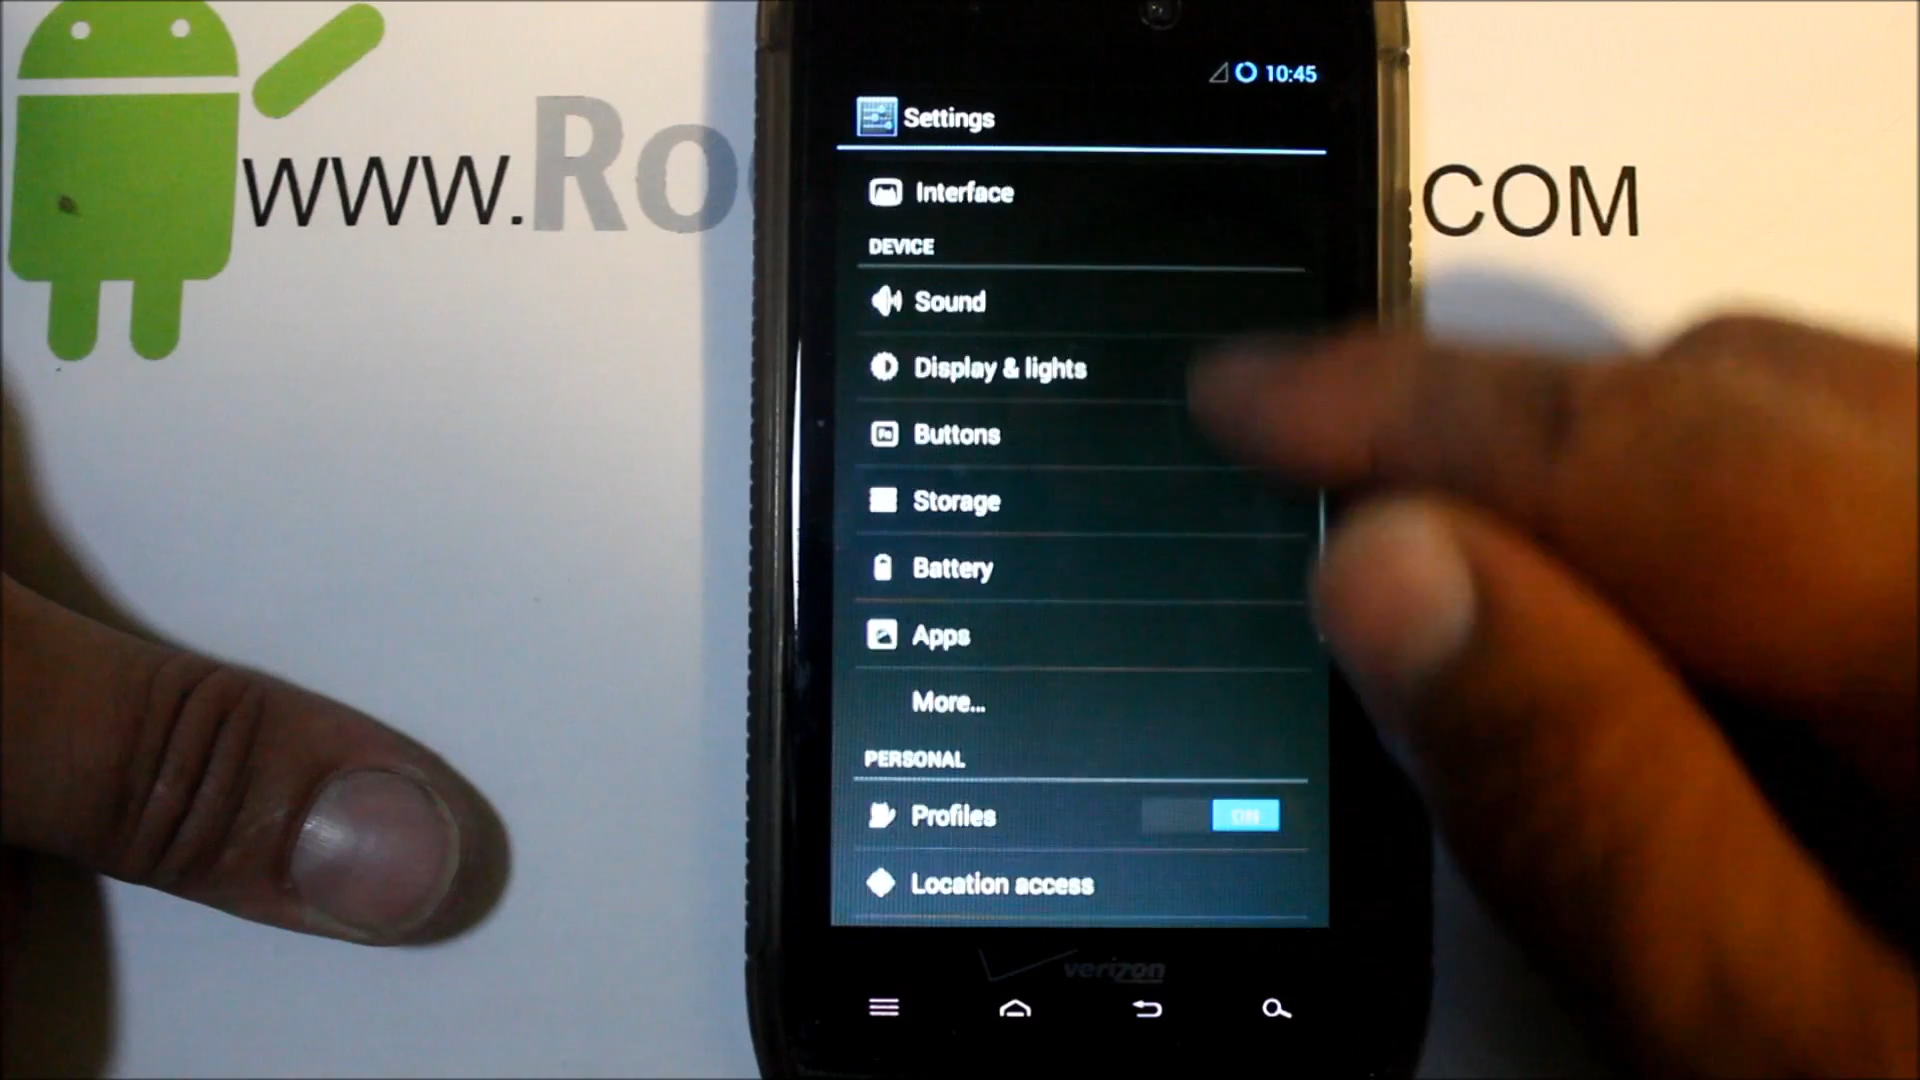 www.Ro
COM
10:45
Settings
Interface
DEVICE
Sound
Display & lights
Buttons
Storage
Battery
Apps
More...
PERSONAL
Profiles
ON
Location access
verizon